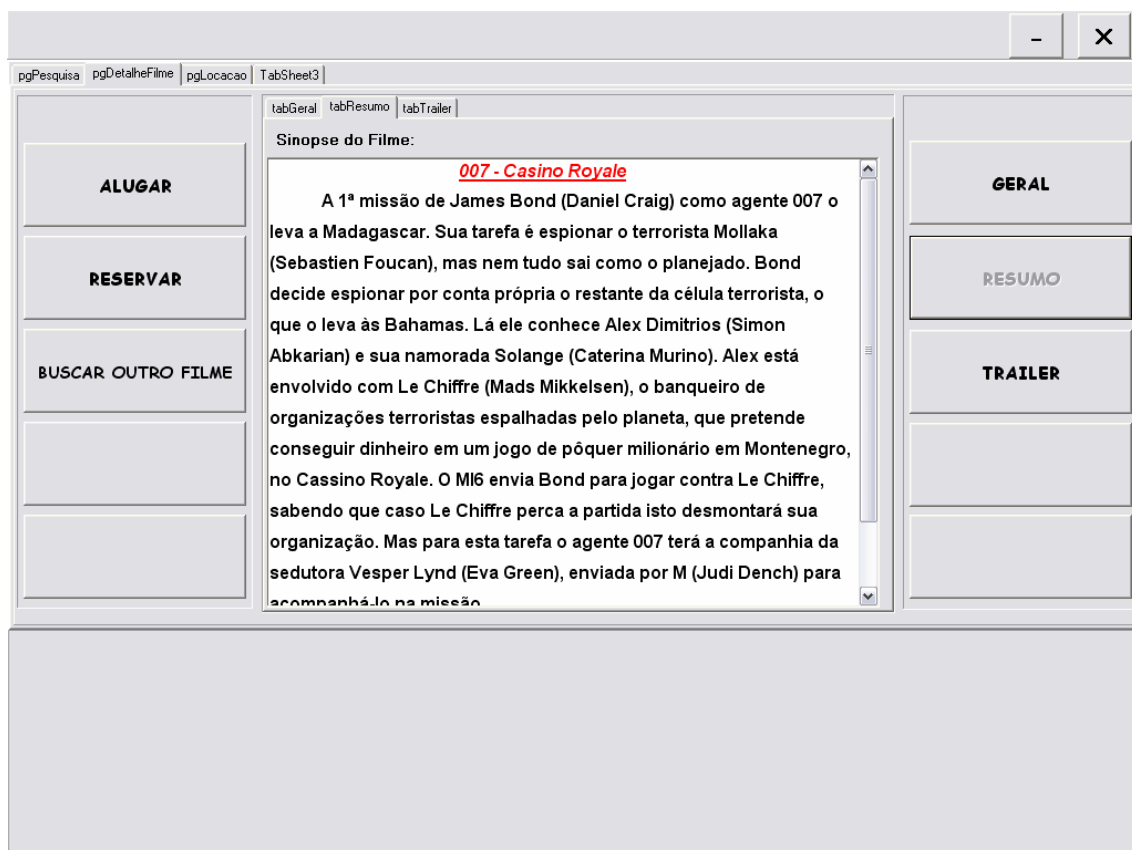 pgPesquisa pgDetalheFilme pgLocacao TabSheet3
tabGeral tabResumo tabTrailer
Sinopse do Filme:
ALUGAR
RESERVAR
BUSCAR OUTRO FILME
007 - Casino Royale
A 1ª missão de James Bond (Daniel Craig) como agente 007 o
leva a Madagascar. Sua tarefa é espionar o terrorista Mollaka
(Sebastien Foucan), mas nem tudo sai como o planejado. Bond
decide espionar por conta própria o restante da célula terrorista, o
que o leva às Bahamas. Lá ele conhece Alex Dimitrios (Simon
Abkarian) e sua namorada Solange (Caterina Murino). Alex está
envolvido com Le Chiffre (Mads Mikkelsen), o banqueiro de
organizações terroristas espalhadas pelo planeta, que pretende
conseguir dinheiro em um jogo de pôquer milionário em Montenegro,
no Cassino Royale. O MI6 envia Bond para jogar contra Le Chiffre,
sabendo que caso Le Chiffre perca a partida isto desmontará sua
organização. Mas para esta tarefa o agente 007 terá a companhia da
sedutora Vesper Lynd (Eva Green), enviada por M (Judi Dench) para
acompanhá-lo na missão
GERAL
RESUMO
TRAILER